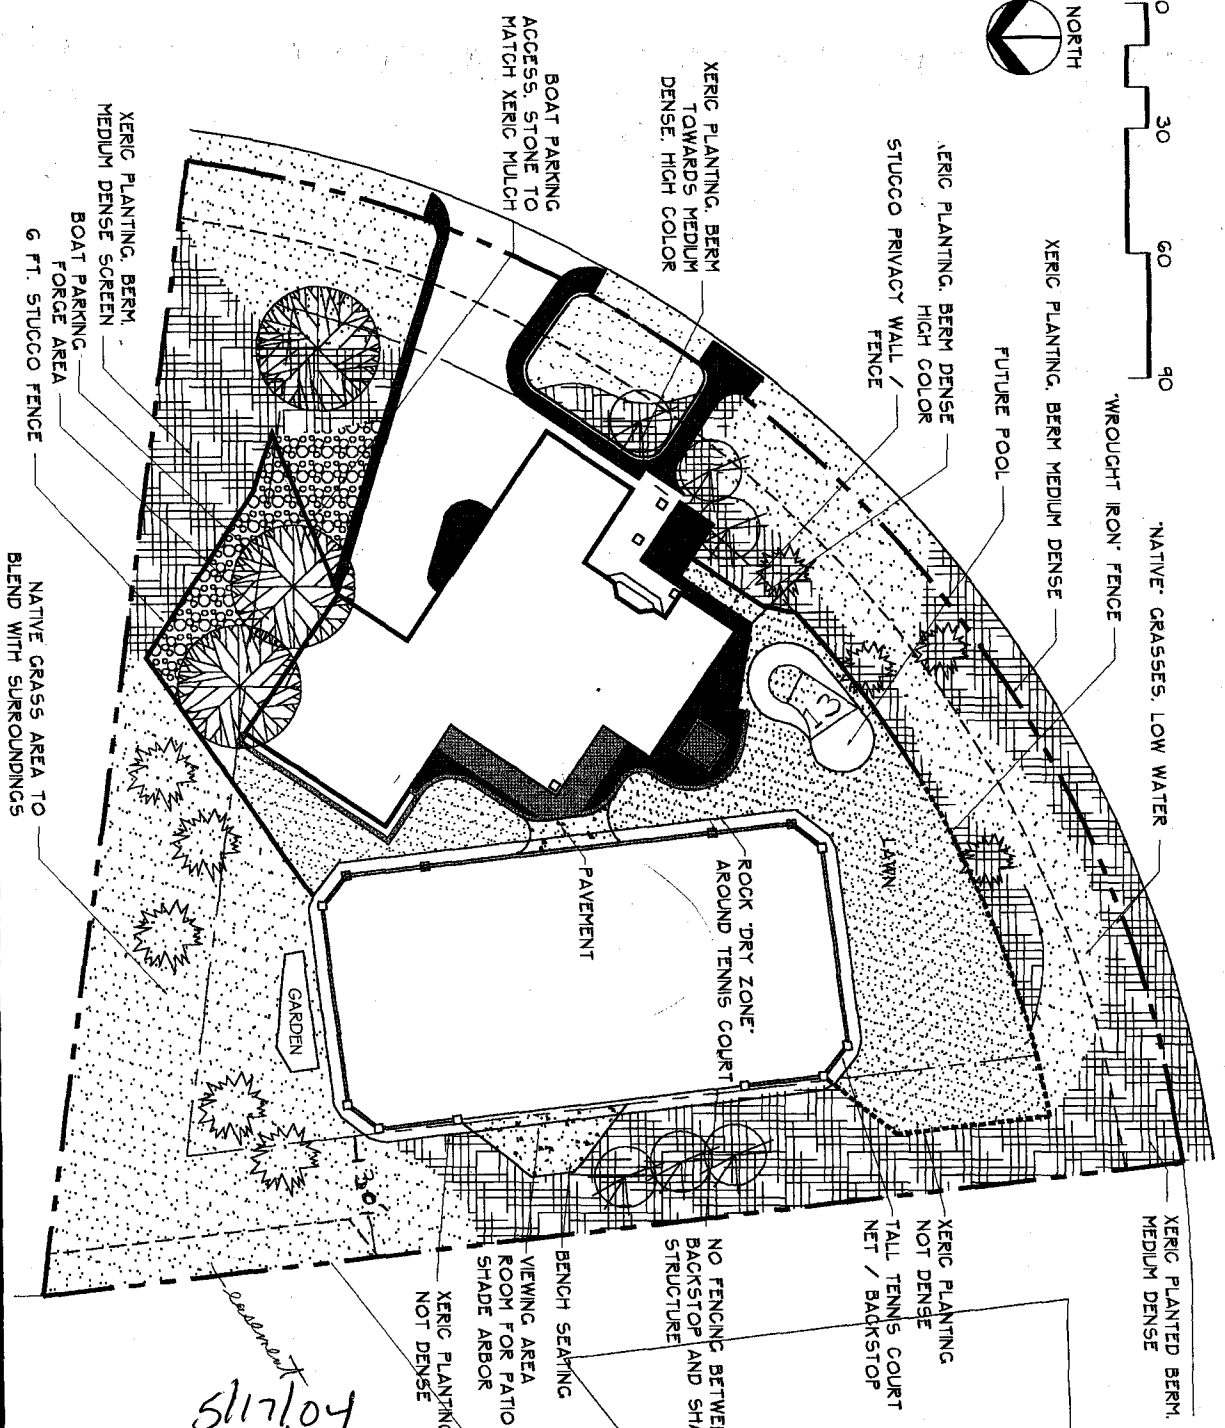 0
30
60
90
NORTH
"NATIVE" GRASSES, LOW WATER
"WROUGHT IRON" FENCE
XERIC PLANTING, BERM MEDIUM DENSE
FUTURE POOL
ERIC PLANTING, BERM DENSE
HIGH COLOR
STUCCO PRIVACY WALL /
FENCE
XERIC PLANTING, BERM
TOWARDS MEDIUM
DENSE, HIGH COLOR
BOAT PARKING
ACCESS, STONE TO
MATCH XERIC MULCH
XERIC PLANTING, BERM,
MEDIUM DENSE SCREEN
BOAT PARKING
FORGE AREA
6 FT. STUCCO FENCE
NATIVE GRASS AREA TO
BLEND WITH SURROUNDINGS
13
LAWN
ROCK "DRY ZONE"
AROUND TENNIS COURT
PAVEMENT
GARDEN
30'
XERIC PLANTED BERM,
MEDIUM DENSE
XERIC PLANTING
NOT DENSE
TALL TENNIS COURT
NET / BACKSTOP
NO FENCING
BACKSTOP AND
STRUCTURE
BENCH SEATING
VIEWING AREA
ROOM FOR PATIO
SHADE ARBOR
XERIC PLANTING
NOT DENSE
easement
5/17/04